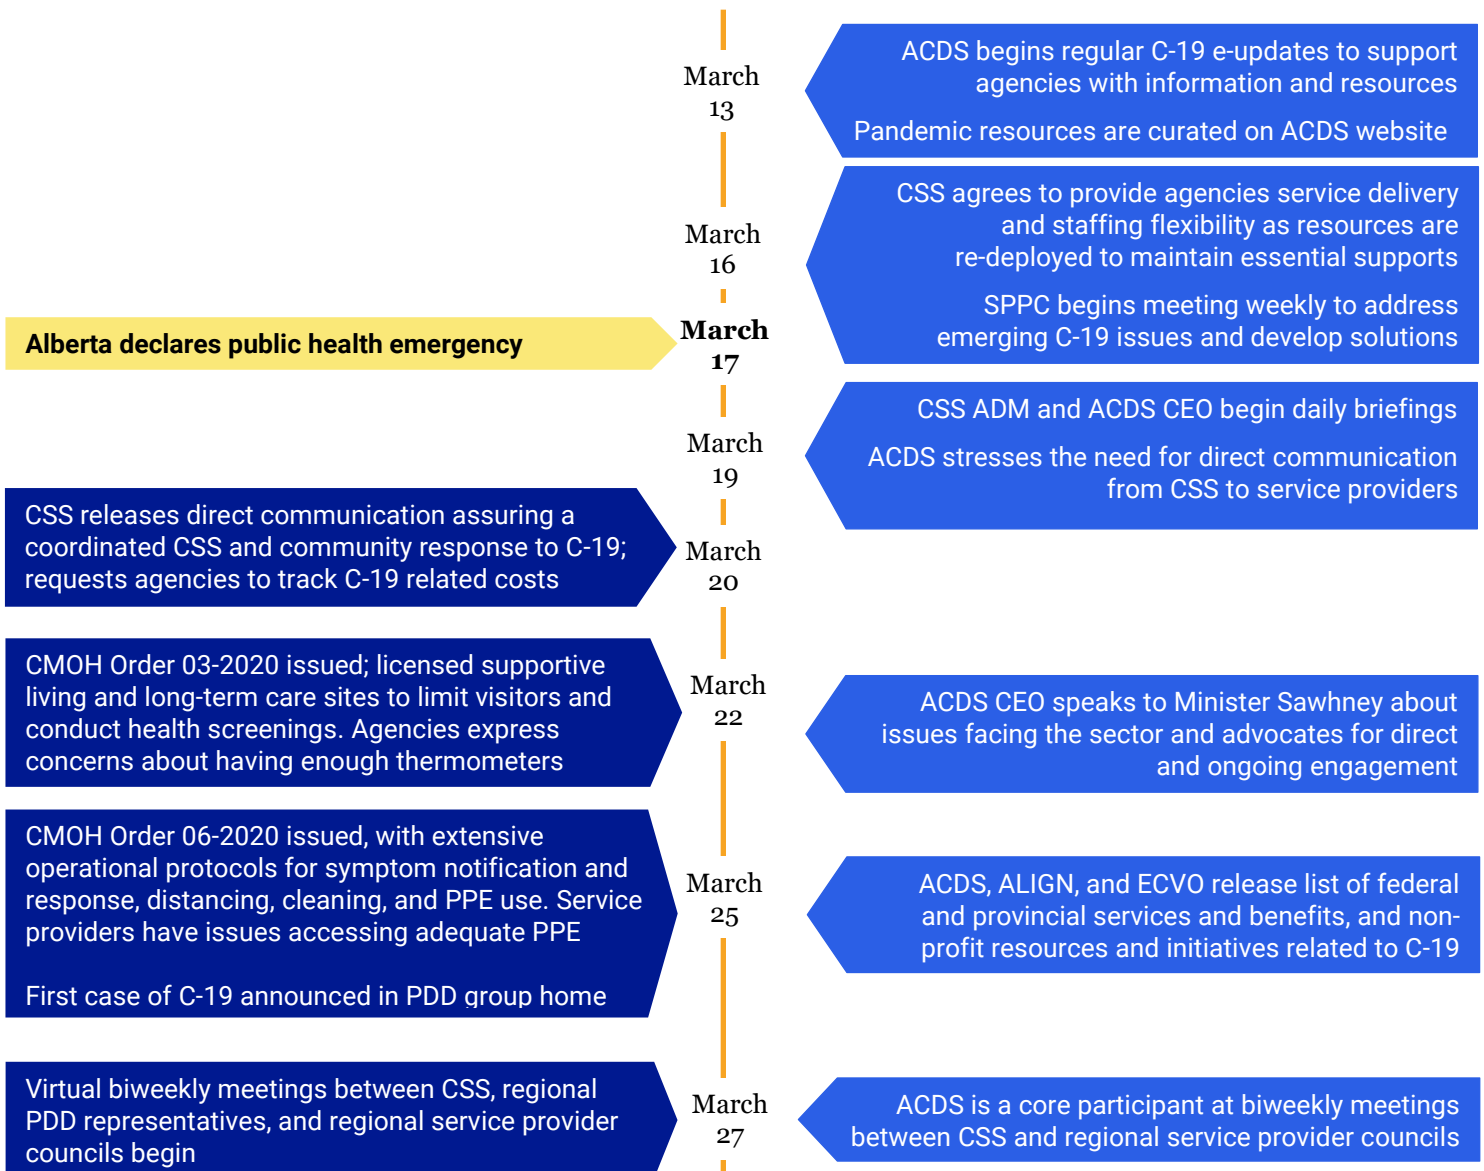 March
13
ACDS begins regular C-19 e-updates to support
agencies with information and resources
Pandemic resources are curated on ACDS website
March
16
CSS agrees to provide agencies service delivery
and staffing flexibility as resources are
re-deployed to maintain essential supports
SPPC begins meeting weekly to address
emerging C-19 issues and develop solutions
Alberta declares public health emergency
March
17
March
19
CSS ADM and ACDS CEO begin daily briefings
ACDS stresses the need for direct communication
from CSS to service providers
CSS releases direct communication assuring a
coordinated CSS and community response to C-19;
requests agencies to track C-19 related costs
March
20
CMOH Order 03-2020 issued; licensed supportive
living and long-term care sites to limit visitors and
conduct health screenings. Agencies express
concerns about having enough thermometers
March
22
ACDS CEO speaks to Minister Sawhney about
issues facing the sector and advocates for direct
and ongoing engagement
CMOH Order 06-2020 issued, with extensive
operational protocols for symptom notification and
response, distancing, cleaning, and PPE use. Service
providers have issues accessing adequate PPE
First case of C-19 announced in PDD group home
March
25
ACDS, ALIGN, and ECVO release list of federal
and provincial services and benefits, and non-
profit resources and initiatives related to C-19
Virtual biweekly meetings between CSS, regional
PDD representatives, and regional service provider
councils begin
March
27
ACDS is a core participant at biweekly meetings
between CSS and regional service provider councils